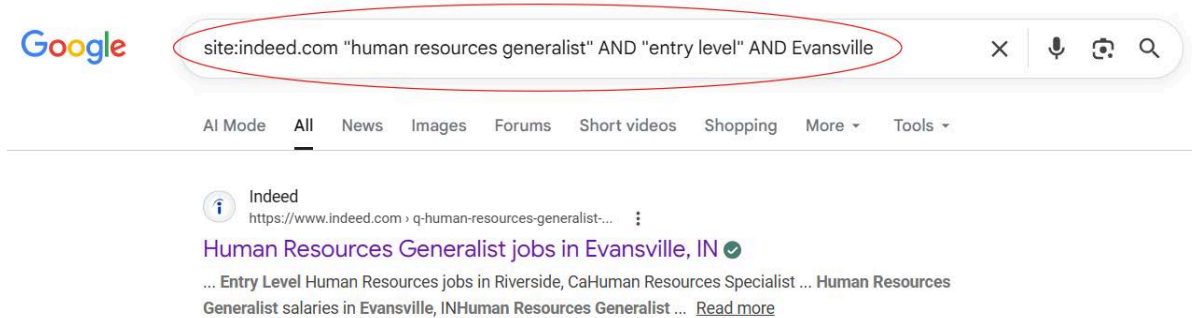 Google
site:indeed.com "human resources generalist" AND "entry level" AND Evansville
AI Mode All News Images Forums Short videos Shopping More Tools
Indeed
https://www.indeed.com › q-human-resources-generalist-...
Human Resources Generalist jobs in Evansville, IN
... Entry Level Human Resources jobs in Riverside, CaHuman Resources Specialist ... Human Resources
Generalist salaries in Evansville, INHuman Resources Generalist ... Read more